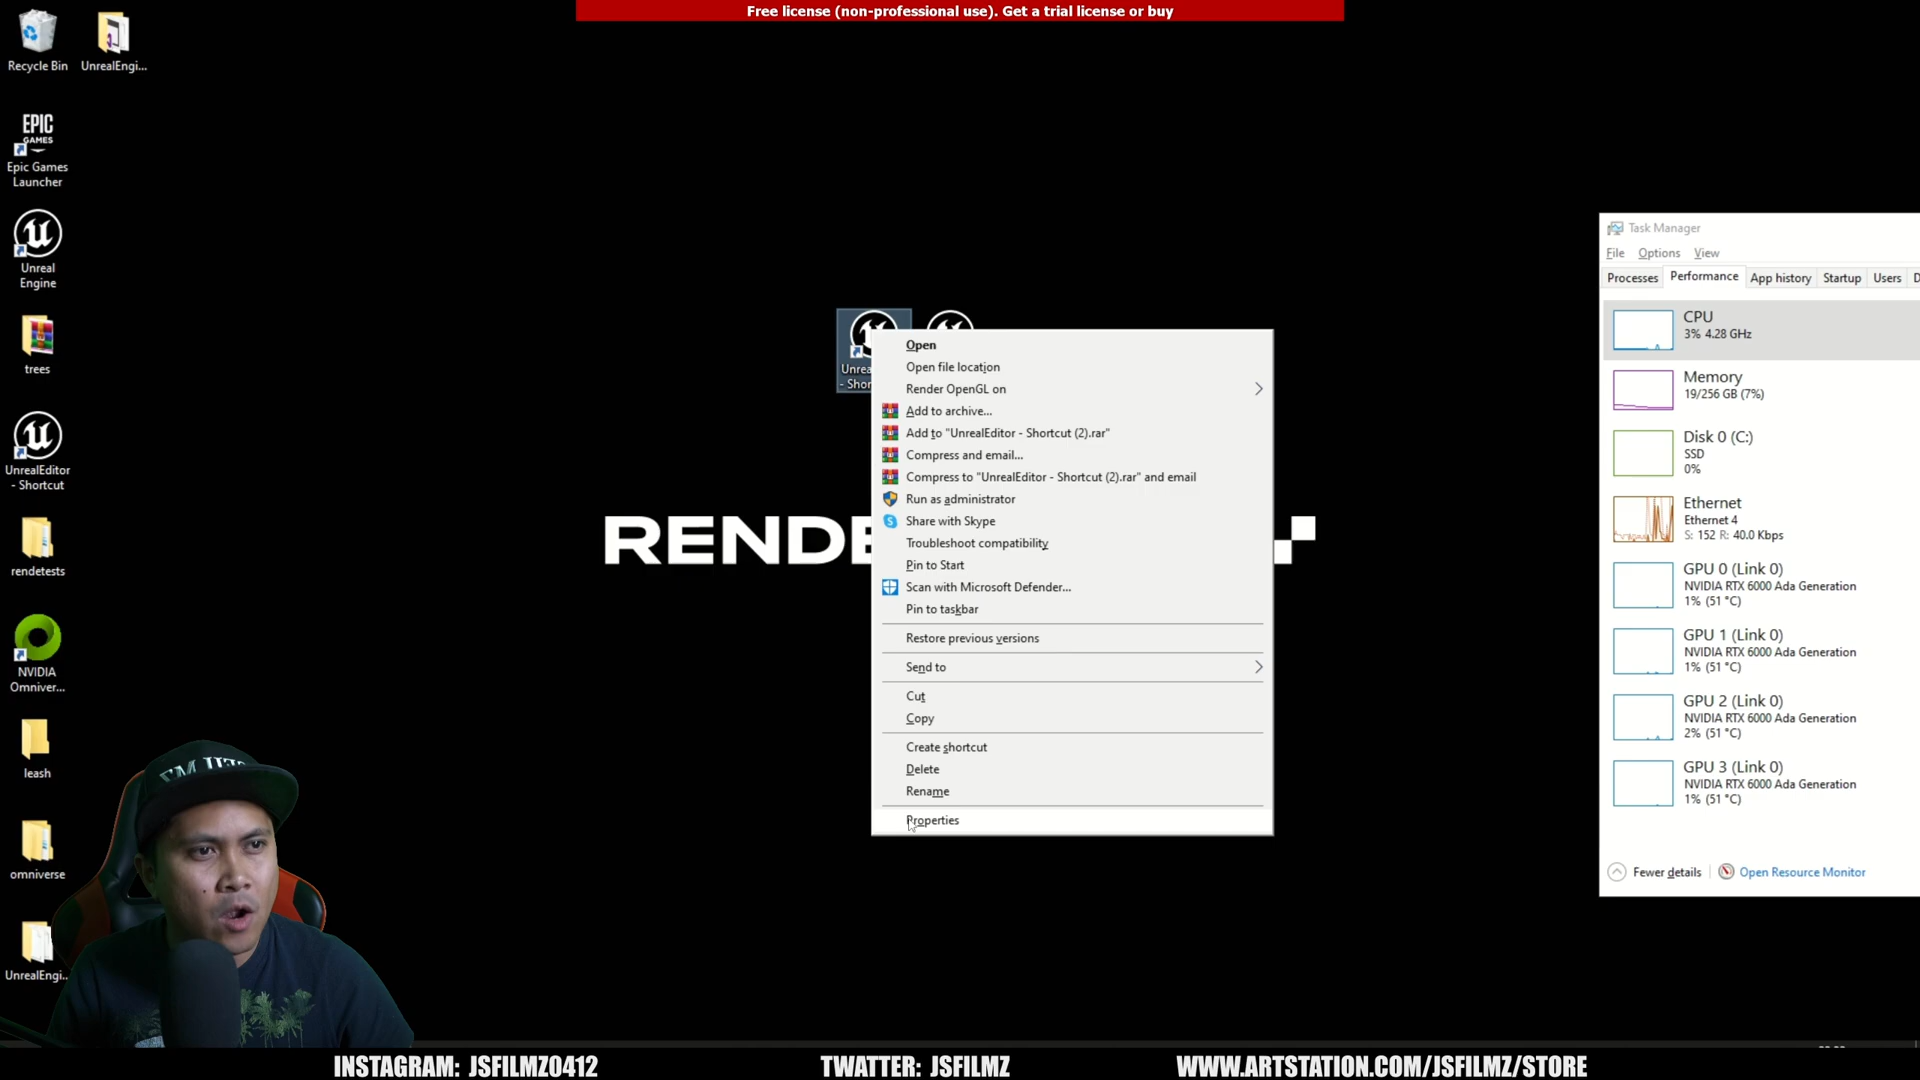 Free license (non-professional use). Get a trial license or buy
Recycle Bin
UnrealEngi...
EPIC
GAMES
Epic Games
Launcher
Unreal
Engine
trees
UnrealEditor
- Shortcut
rendetests
NVIDIA
Omniver...
leash
omniverse
UnrealEngi..
RENDE
Open
Open file location
Render OpenGL on
Add to archive...
Add to "UnrealEditor - Shortcut (2).rar"
Compress and email...
Compress to "UnrealEditor - Shortcut (2).rar" and email
Run as administrator
Share with Skype
Troubleshoot compatibility
Pin to Start
Scan with Microsoft Defender...
Pin to taskbar
Restore previous versions
Send to
Cut
Copy
Create shortcut
Delete
Rename
Properties
Task Manager
File Options View
Processes Performance App history Startup Users D
CPU
3% 4.28 GHz
Memory
19/256 GB (7%)
Disk 0 (C:)
SSD
0%
Ethernet
Ethernet 4
S: 152 R: 40.0 Kbps
GPU 0 (Link 0)
NVIDIA RTX 6000 Ada Generation
1% (51 °C)
GPU 1 (Link 0)
NVIDIA RTX 6000 Ada Generation
1% (51 °C)
GPU 2 (Link 0)
NVIDIA RTX 6000 Ada Generation
2% (51 °C)
GPU 3 (Link 0)
NVIDIA RTX 6000 Ada Generation
1% (51 °C)
Fewer details
Open Resource Monitor
INSTAGRAM: JSFILMZ0412 TWATTER: JSFILMZ WWW.ARTSTATION.COM/JSFILMZ/STORE